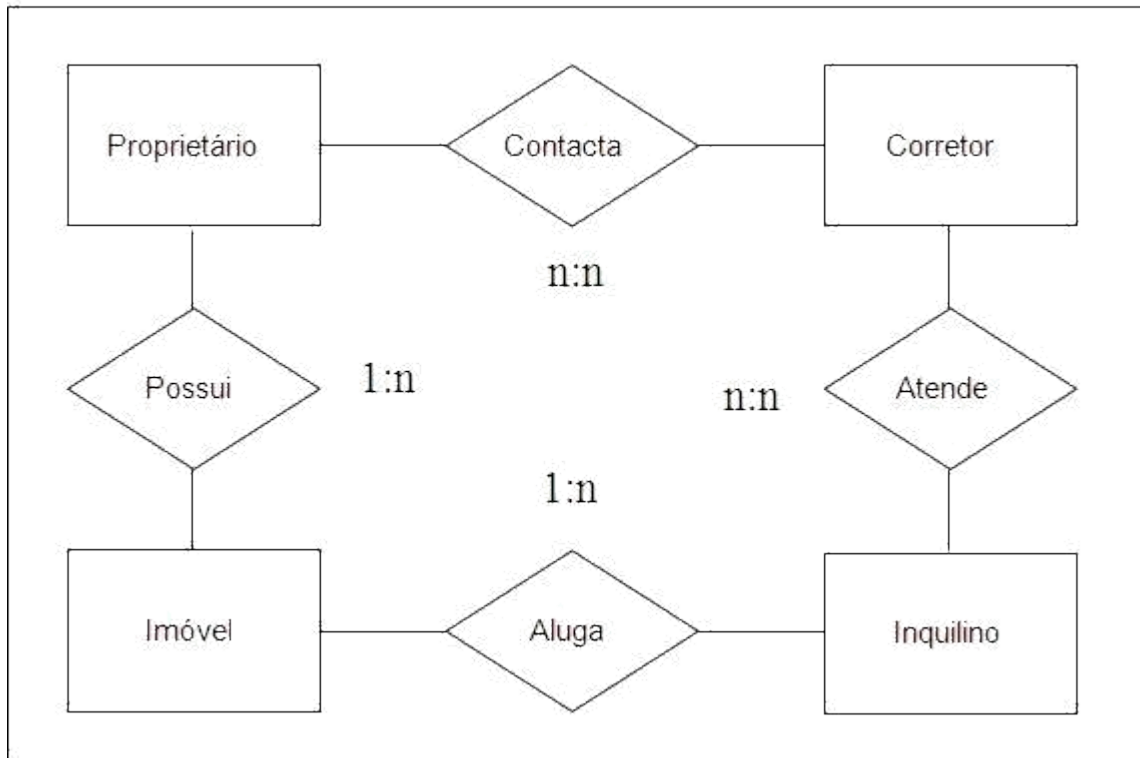 Proprietário
Contacta
Corretor
n:n
Possui
1:n
n:n
Atende
1:n
Imóvel
Aluga
Inquilino